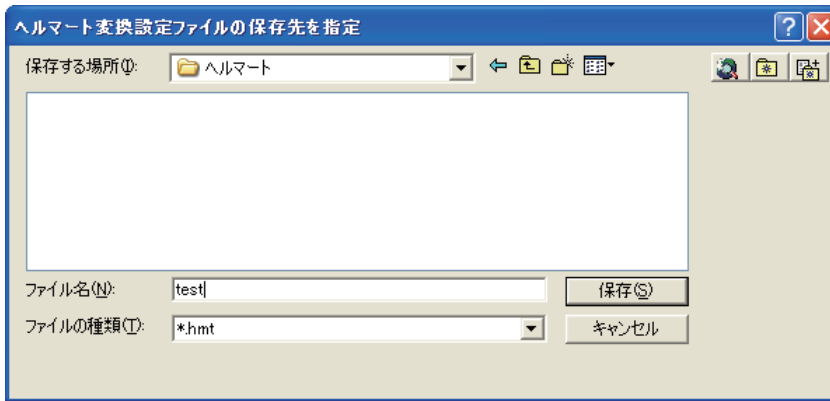 ヘルマート変換設定ファイルの保存先を指定
保存する場所(I): ヘルマート
ファイル名(N): test 保存(S)
ファイルの種類(T): *.hmt キャンセル